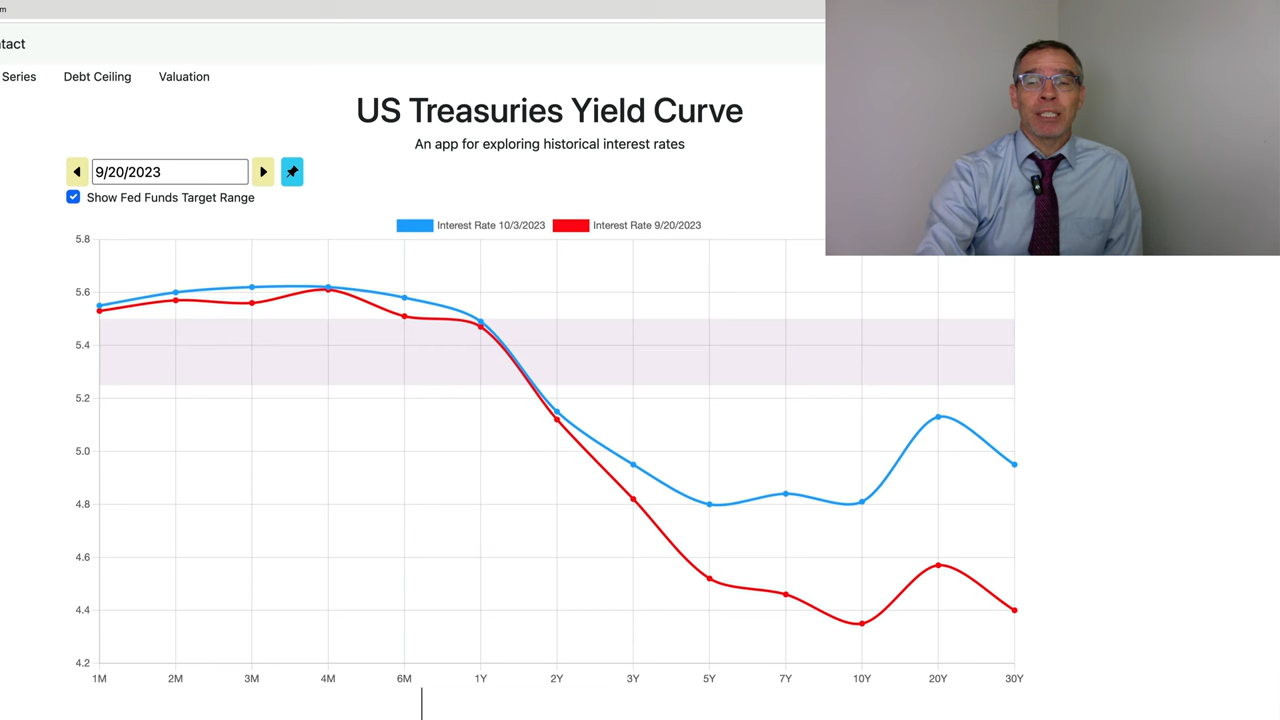 m
tact
Series Debt Ceiling Valuation
US Treasuries Yield Curve
An app for exploring historical interest rates
9/20/2023
Show Fed Funds Target Range
Interest Rate 10/3/2023 Interest Rate 9/20/2023
5.8
5.6
5.4
5.2
5.0
4.8
4.6
4.4
4.2
1M 2M 3M 4M 6M 1Y 2Y 3Y 5Y 7Y 10Y 20Y 30Y